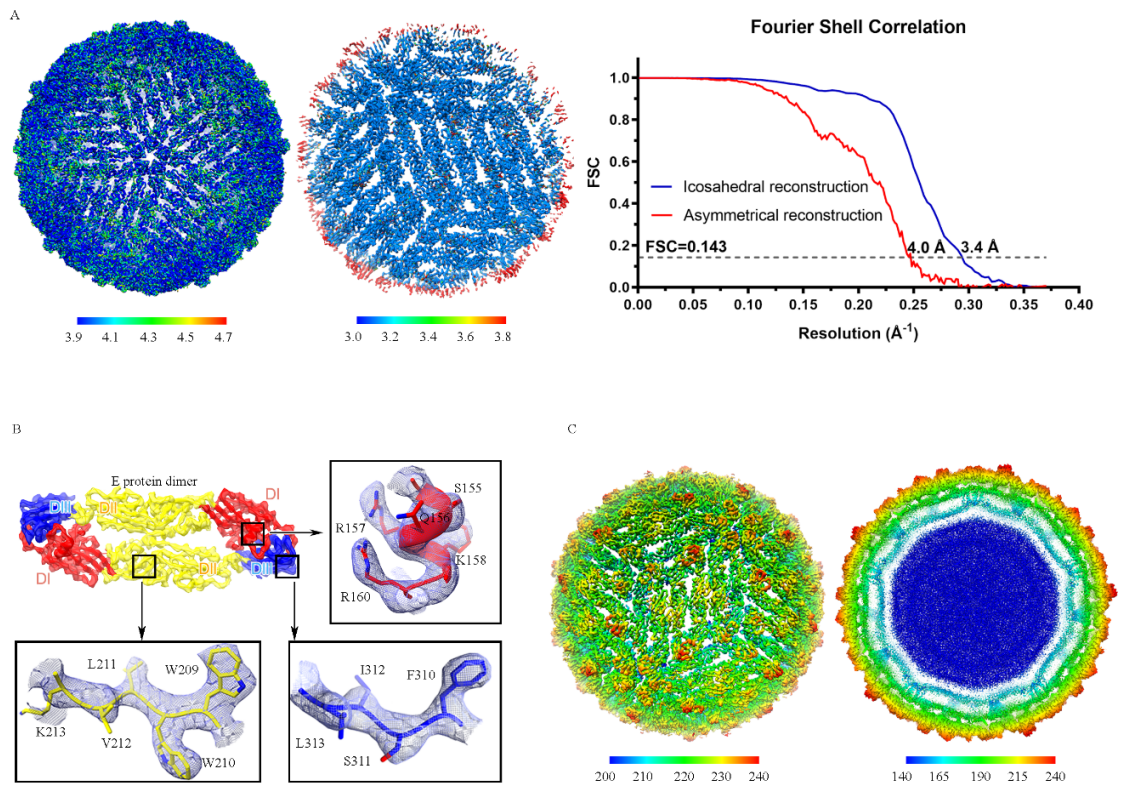 A
Fourier Shell Correlation
1.0
0.8
0.6
0.4
0.2
0.0
FSC
Icosahedral reconstruction
Asymmetrical reconstruction
FSC=0.143
4.0 Å
3.4 Å
0.00 0.05 0.10 0.15 0.20 0.25 0.30 0.35 0.40
Resolution (Å-1)
3.9 4.1 4.3 4.5 4.7
3.0 3.2 3.4 3.6 3.8
B
E protein dimer
DIII DII DI
DI DII DIII
S155
Q156
R157
K158
R160
L211
W209
K213
V212
W210
I312
F310
L313
S311
C
200 210 220 230 240
140 165 190 215 240